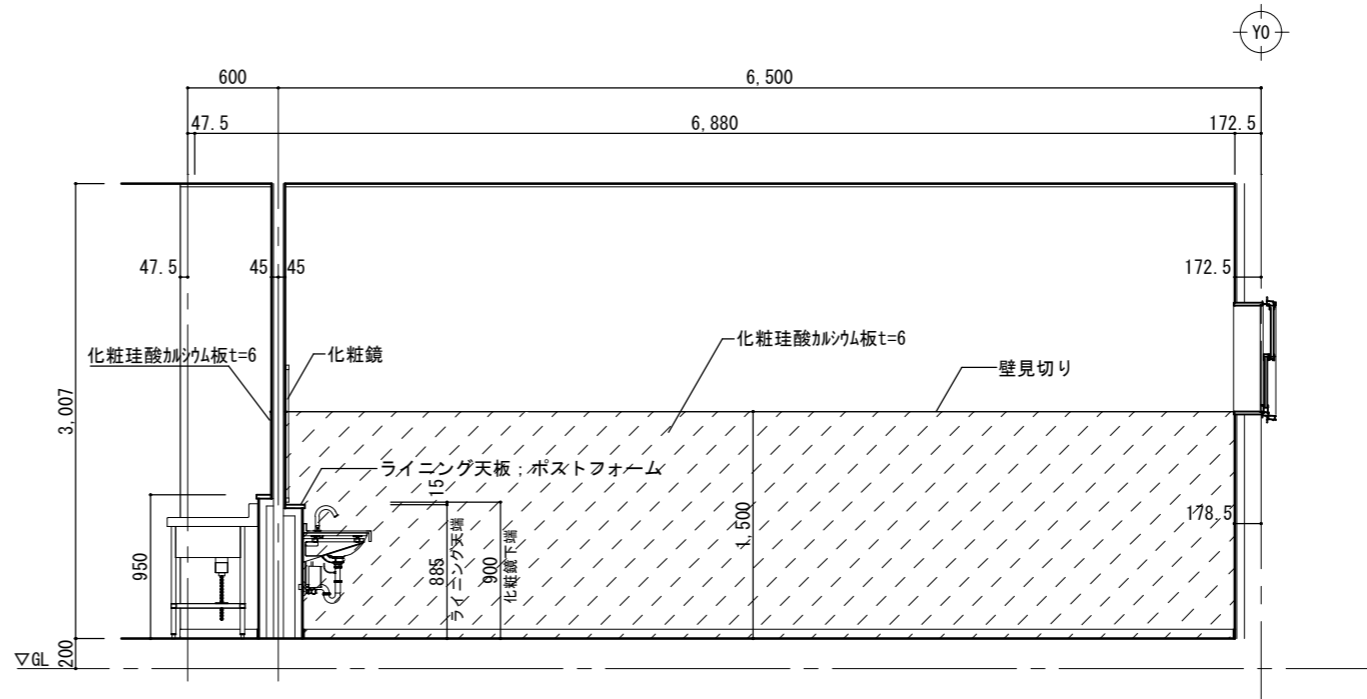 Y0
600
6,500
47.5
6,880
172.5
47.5
45
45
172.5
化粧珪酸ｶﾙｼｳﾑ板t=6
化粧鏡
化粧珪酸ｶﾙｼｳﾑ板t=6
壁見切り
3,007
ライニング天板；ポストフォーム
15
1,500
178.5
950
885
ライニング天端
900
化粧鏡下端
▽GL
200